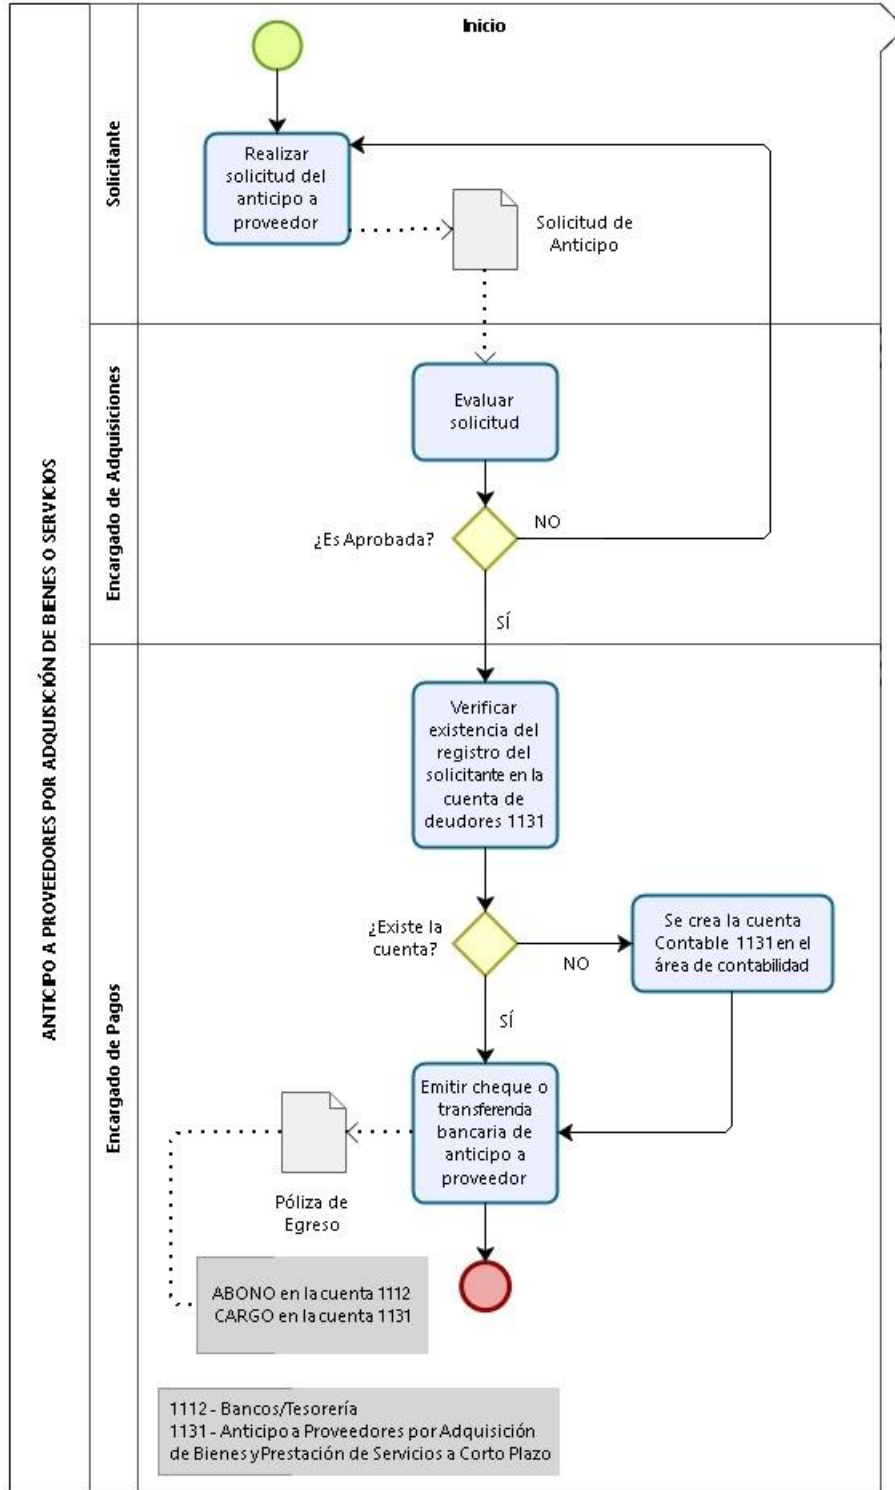 Inicio
ANTICIPO A PROVEEDORES POR ADQUISICIÓN DE BIENES O SERVICIOS
Solicitante
Realizar
solicitud del
anticipo a
proveedor
Solicitud de
Anticipo
Encargado de Adquisiciones
Evaluar
solicitud
¿Es Aprobada?
NO
SÍ
Encargado de Pagos
Verificar
existencia del
registro del
solicitante en la
cuenta de
deudores 1131
¿Existe la
cuenta?
NO
Se crea la cuenta
Contable 1131 en el
área de contabilidad
SÍ
Emitir cheque o
transferencia
bancaria de
anticipo a
proveedor
Póliza de
Egreso
ABONO en la cuenta 1112
CARGO en la cuenta 1131
1112 - Bancos/Tesorería
1131 - Anticipo a Proveedores por Adquisición
de Bienes y Prestación de Servicios a Corto Plazo